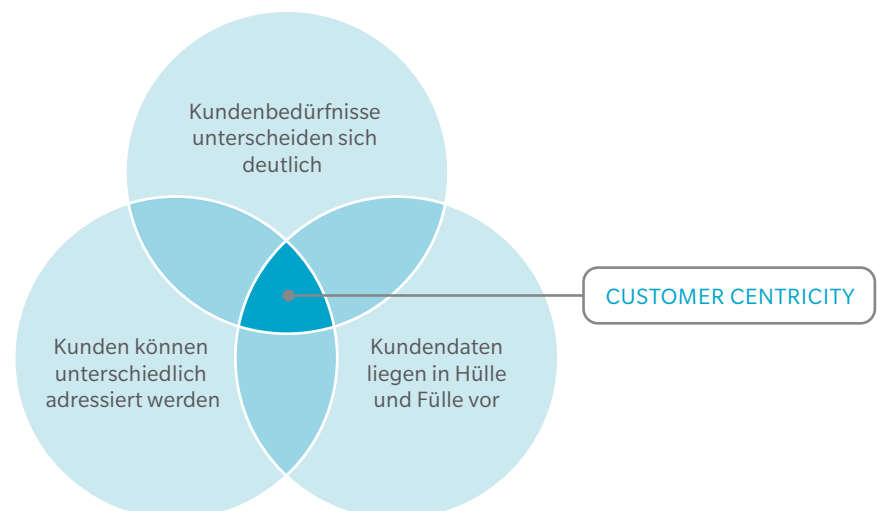 Kundenbedürfnisse
unterscheiden sich
deutlich
Kunden können
unterschiedlich
adressiert werden
Kundendaten
liegen in Hülle
und Fülle vor
CUSTOMER CENTRICITY